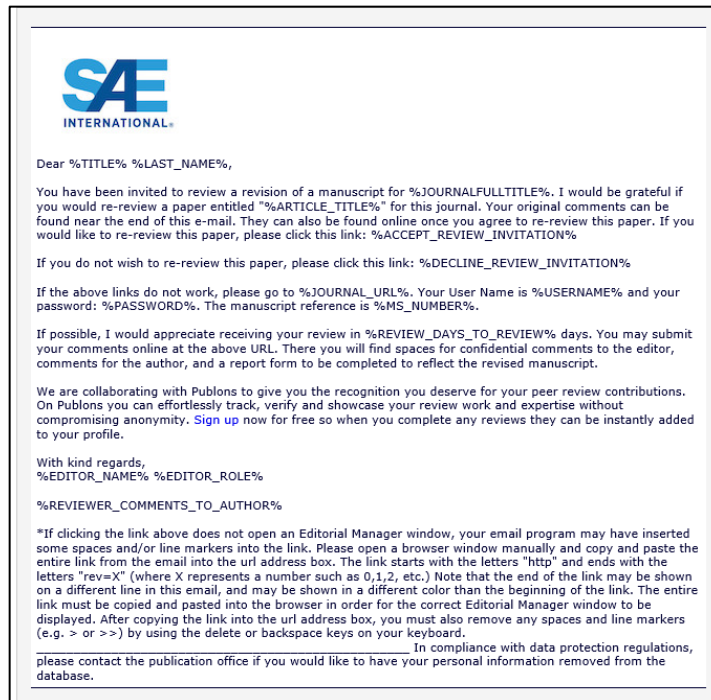 SAE
INTERNATIONAL®
Dear %TITLE% %LAST_NAME%,
You have been invited to review a revision of a manuscript for %JOURNALFULLTITLE%. I would be grateful if
you would re-review a paper entitled "%ARTICLE_TITLE%" for this journal. Your original comments can be
found near the end of this e-mail. They can also be found online once you agree to re-review this paper. If you
would like to re-review this paper, please click this link: %ACCEPT_REVIEW_INVITATION%
If you do not wish to re-review this paper, please click this link: %DECLINE_REVIEW_INVITATION%
If the above links do not work, please go to %JOURNAL_URL%. Your User Name is %USERNAME% and your
password: %PASSWORD%. The manuscript reference is %MS_NUMBER%.
If possible, I would appreciate receiving your review in %REVIEW_DAYS_TO_REVIEW% days. You may submit
your comments online at the above URL. There you will find spaces for confidential comments to the editor,
comments for the author, and a report form to be completed to reflect the revised manuscript.
We are collaborating with Publons to give you the recognition you deserve for your peer review contributions.
On Publons you can effortlessly track, verify and showcase your review work and expertise without
compromising anonymity. Sign up now for free so when you complete any reviews they can be instantly added
to your profile.
With kind regards,
%EDITOR_NAME% %EDITOR_ROLE%
%REVIEWER_COMMENTS_TO_AUTHOR%
*If clicking the link above does not open an Editorial Manager window, your email program may have inserted
some spaces and/or line markers into the link. Please open a browser window manually and copy and paste the
entire link from the email into the url address box. The link starts with the letters "http" and ends with the
letters "rev=X" (where X represents a number such as 0,1,2, etc.) Note that the end of the link may be shown
on a different line in this email, and may be shown in a different color than the beginning of the link. The entire
link must be copied and pasted into the browser in order for the correct Editorial Manager window to be
displayed. After copying the link into the url address box, you must also remove any spaces and line markers
(e.g. > or >>) by using the delete or backspace keys on your keyboard.
__________________________________________________ In compliance with data protection regulations,
please contact the publication office if you would like to have your personal information removed from the
database.